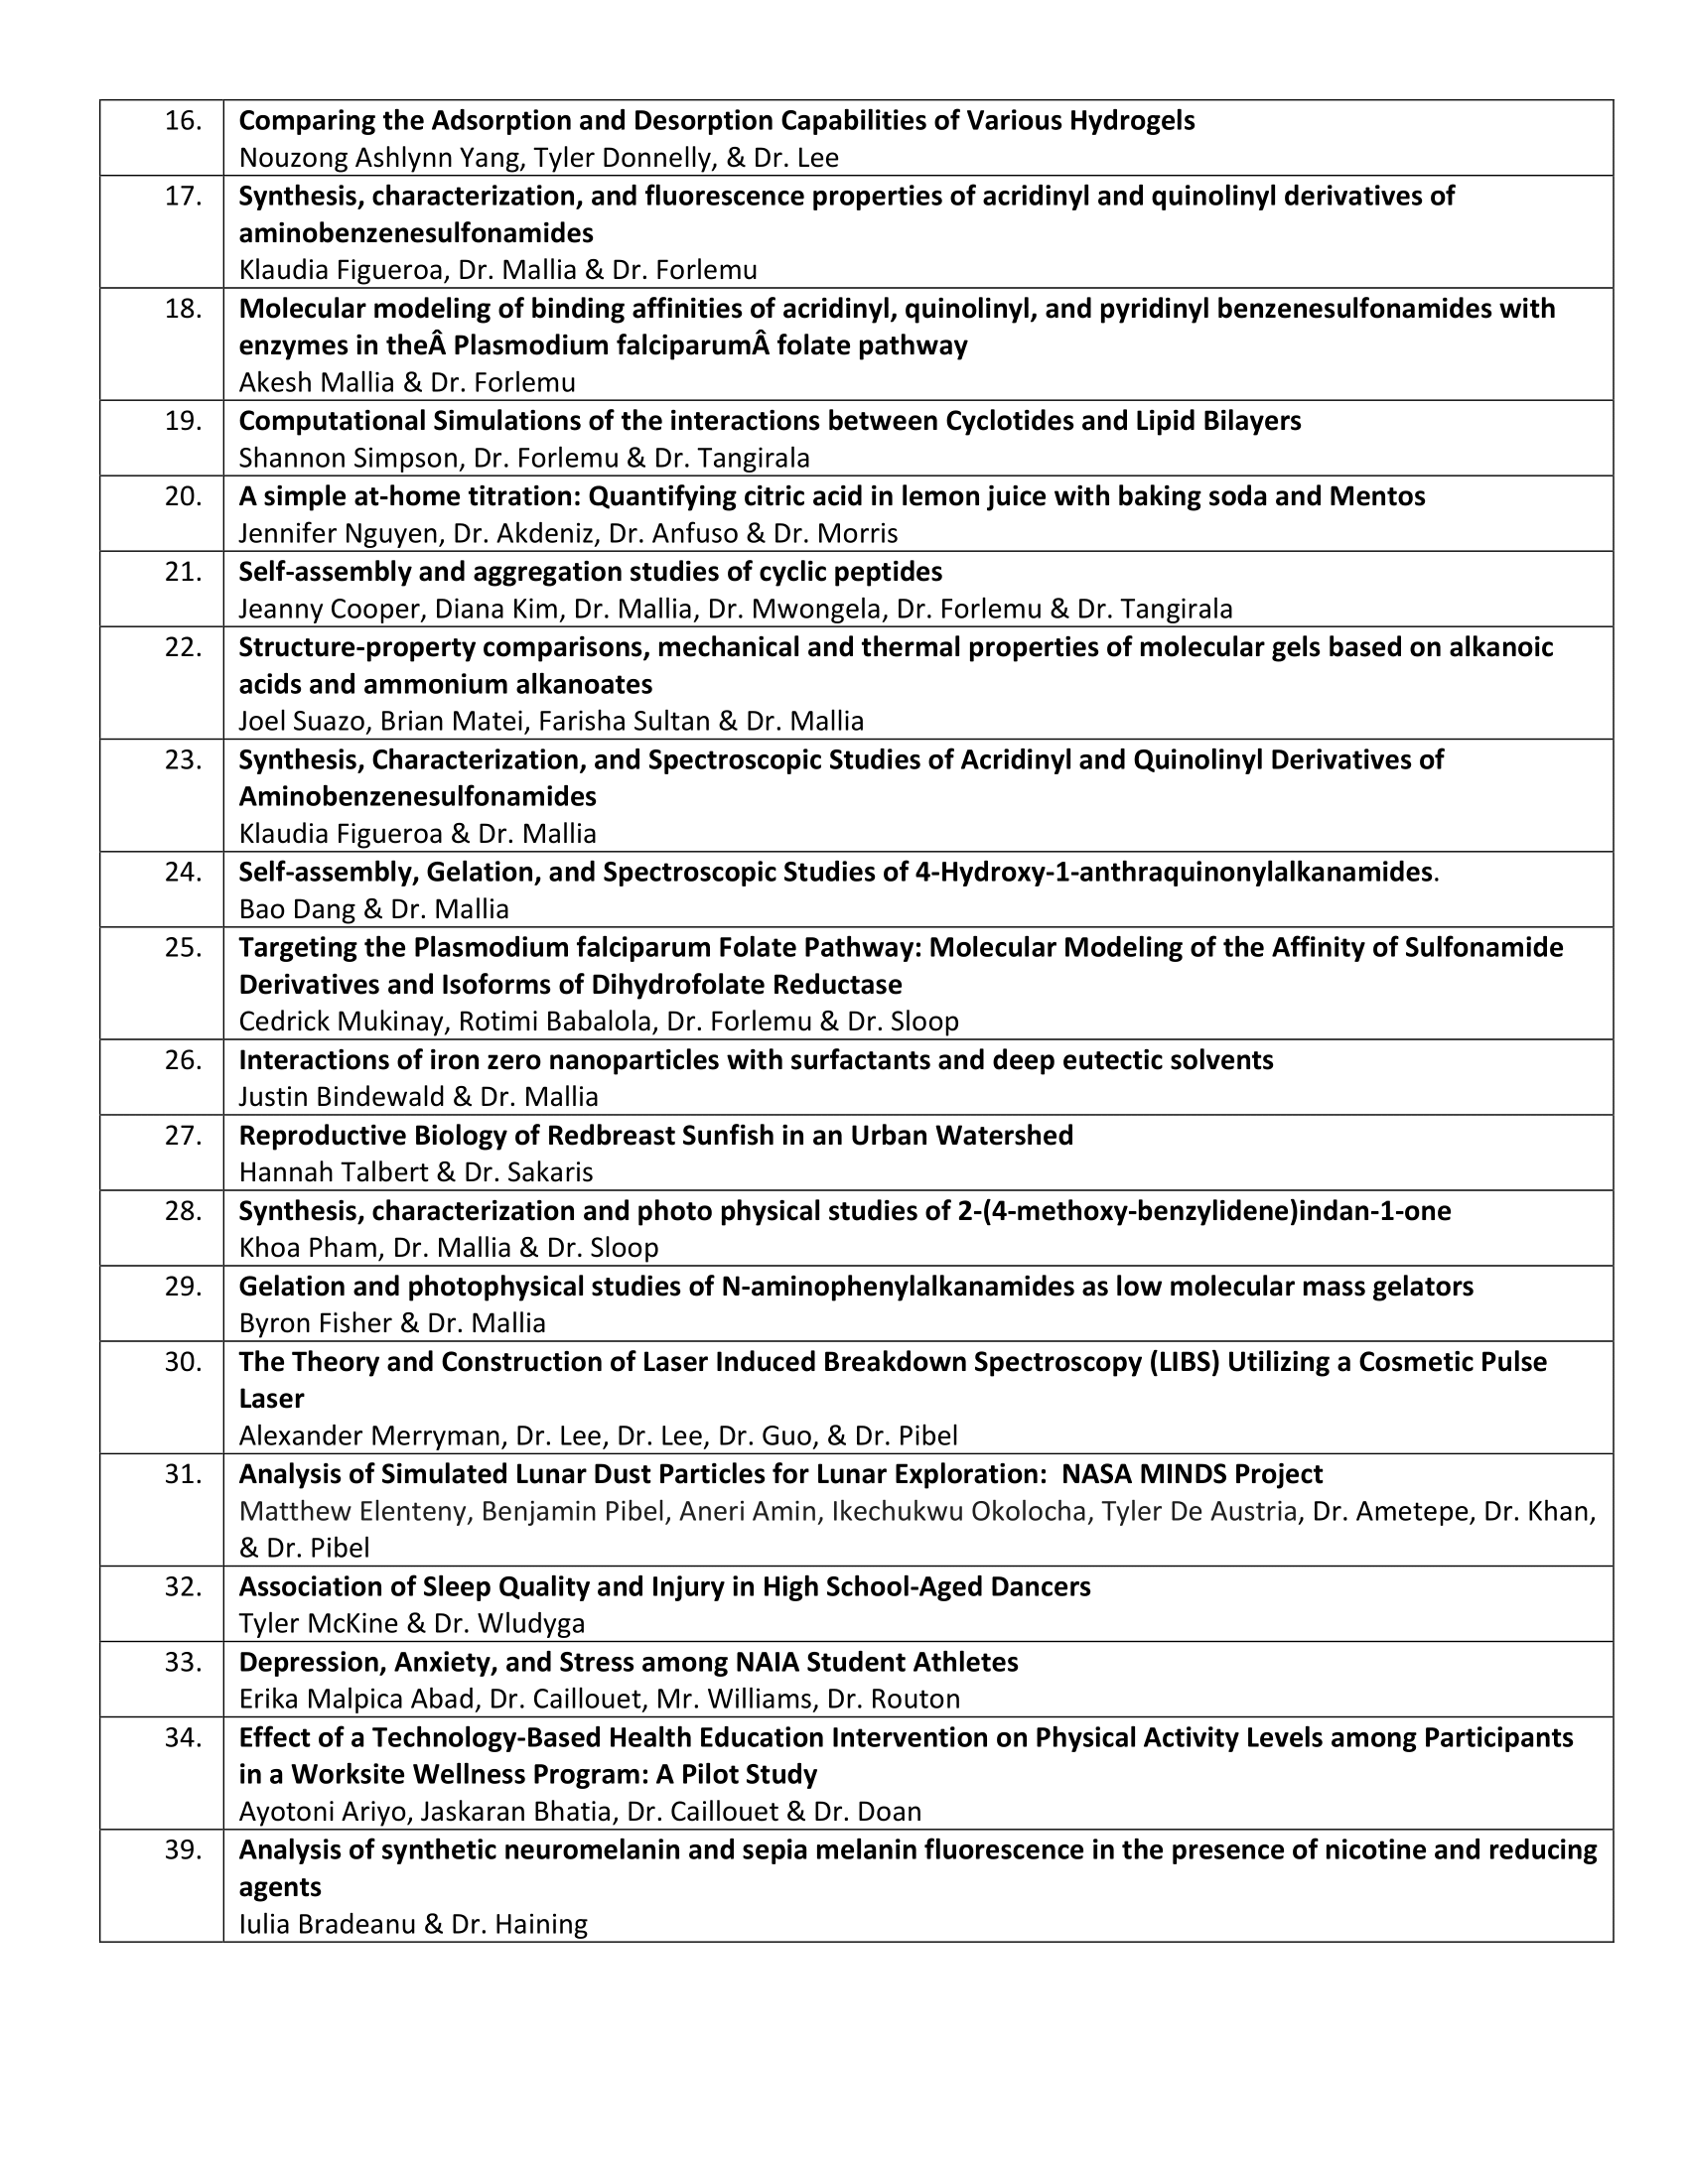 16. Comparing the Adsorption and Desorption Capabilities of Various Hydrogels
Nouzong Ashlynn Yang, Tyler Donnelly, & Dr. Lee
17. Synthesis, characterization, and fluorescence properties of acridinyl and quinolinyl derivatives of
aminobenzenesulfonamides
Klaudia Figueroa, Dr. Mallia & Dr. Forlemu
18. Molecular modeling of binding affinities of acridinyl, quinolinyl, and pyridinyl benzenesulfonamides with
enzymes in theÂ Plasmodium falciparumÂ folate pathway
Akesh Mallia & Dr. Forlemu
19. Computational Simulations of the interactions between Cyclotides and Lipid Bilayers
Shannon Simpson, Dr. Forlemu & Dr. Tangirala
20. A simple at-home titration: Quantifying citric acid in lemon juice with baking soda and Mentos
Jennifer Nguyen, Dr. Akdeniz, Dr. Anfuso & Dr. Morris
21. Self-assembly and aggregation studies of cyclic peptides
Jeanny Cooper, Diana Kim, Dr. Mallia, Dr. Mwongela, Dr. Forlemu & Dr. Tangirala
22. Structure-property comparisons, mechanical and thermal properties of molecular gels based on alkanoic
acids and ammonium alkanoates
Joel Suazo, Brian Matei, Farisha Sultan & Dr. Mallia
23. Synthesis, Characterization, and Spectroscopic Studies of Acridinyl and Quinolinyl Derivatives of
Aminobenzenesulfonamides
Klaudia Figueroa & Dr. Mallia
24. Self-assembly, Gelation, and Spectroscopic Studies of 4-Hydroxy-1-anthraquinonylalkanamides.
Bao Dang & Dr. Mallia
25. Targeting the Plasmodium falciparum Folate Pathway: Molecular Modeling of the Affinity of Sulfonamide
Derivatives and Isoforms of Dihydrofolate Reductase
Cedrick Mukinay, Rotimi Babalola, Dr. Forlemu & Dr. Sloop
26. Interactions of iron zero nanoparticles with surfactants and deep eutectic solvents
Justin Bindewald & Dr. Mallia
27. Reproductive Biology of Redbreast Sunfish in an Urban Watershed
Hannah Talbert & Dr. Sakaris
28. Synthesis, characterization and photo physical studies of 2-(4-methoxy-benzylidene)indan-1-one
Khoa Pham, Dr. Mallia & Dr. Sloop
29. Gelation and photophysical studies of N-aminophenylalkanamides as low molecular mass gelators
Byron Fisher & Dr. Mallia
30. The Theory and Construction of Laser Induced Breakdown Spectroscopy (LIBS) Utilizing a Cosmetic Pulse
Laser
Alexander Merryman, Dr. Lee, Dr. Lee, Dr. Guo, & Dr. Pibel
31. Analysis of Simulated Lunar Dust Particles for Lunar Exploration:  NASA MINDS Project
Matthew Elenteny, Benjamin Pibel, Aneri Amin, Ikechukwu Okolocha, Tyler De Austria, Dr. Ametepe, Dr. Khan,
& Dr. Pibel
32. Association of Sleep Quality and Injury in High School-Aged Dancers
Tyler McKine & Dr. Wludyga
33. Depression, Anxiety, and Stress among NAIA Student Athletes
Erika Malpica Abad, Dr. Caillouet, Mr. Williams, Dr. Routon
34. Effect of a Technology-Based Health Education Intervention on Physical Activity Levels among Participants
in a Worksite Wellness Program: A Pilot Study
Ayotoni Ariyo, Jaskaran Bhatia, Dr. Caillouet & Dr. Doan
39. Analysis of synthetic neuromelanin and sepia melanin fluorescence in the presence of nicotine and reducing
agents
Iulia Bradeanu & Dr. Haining